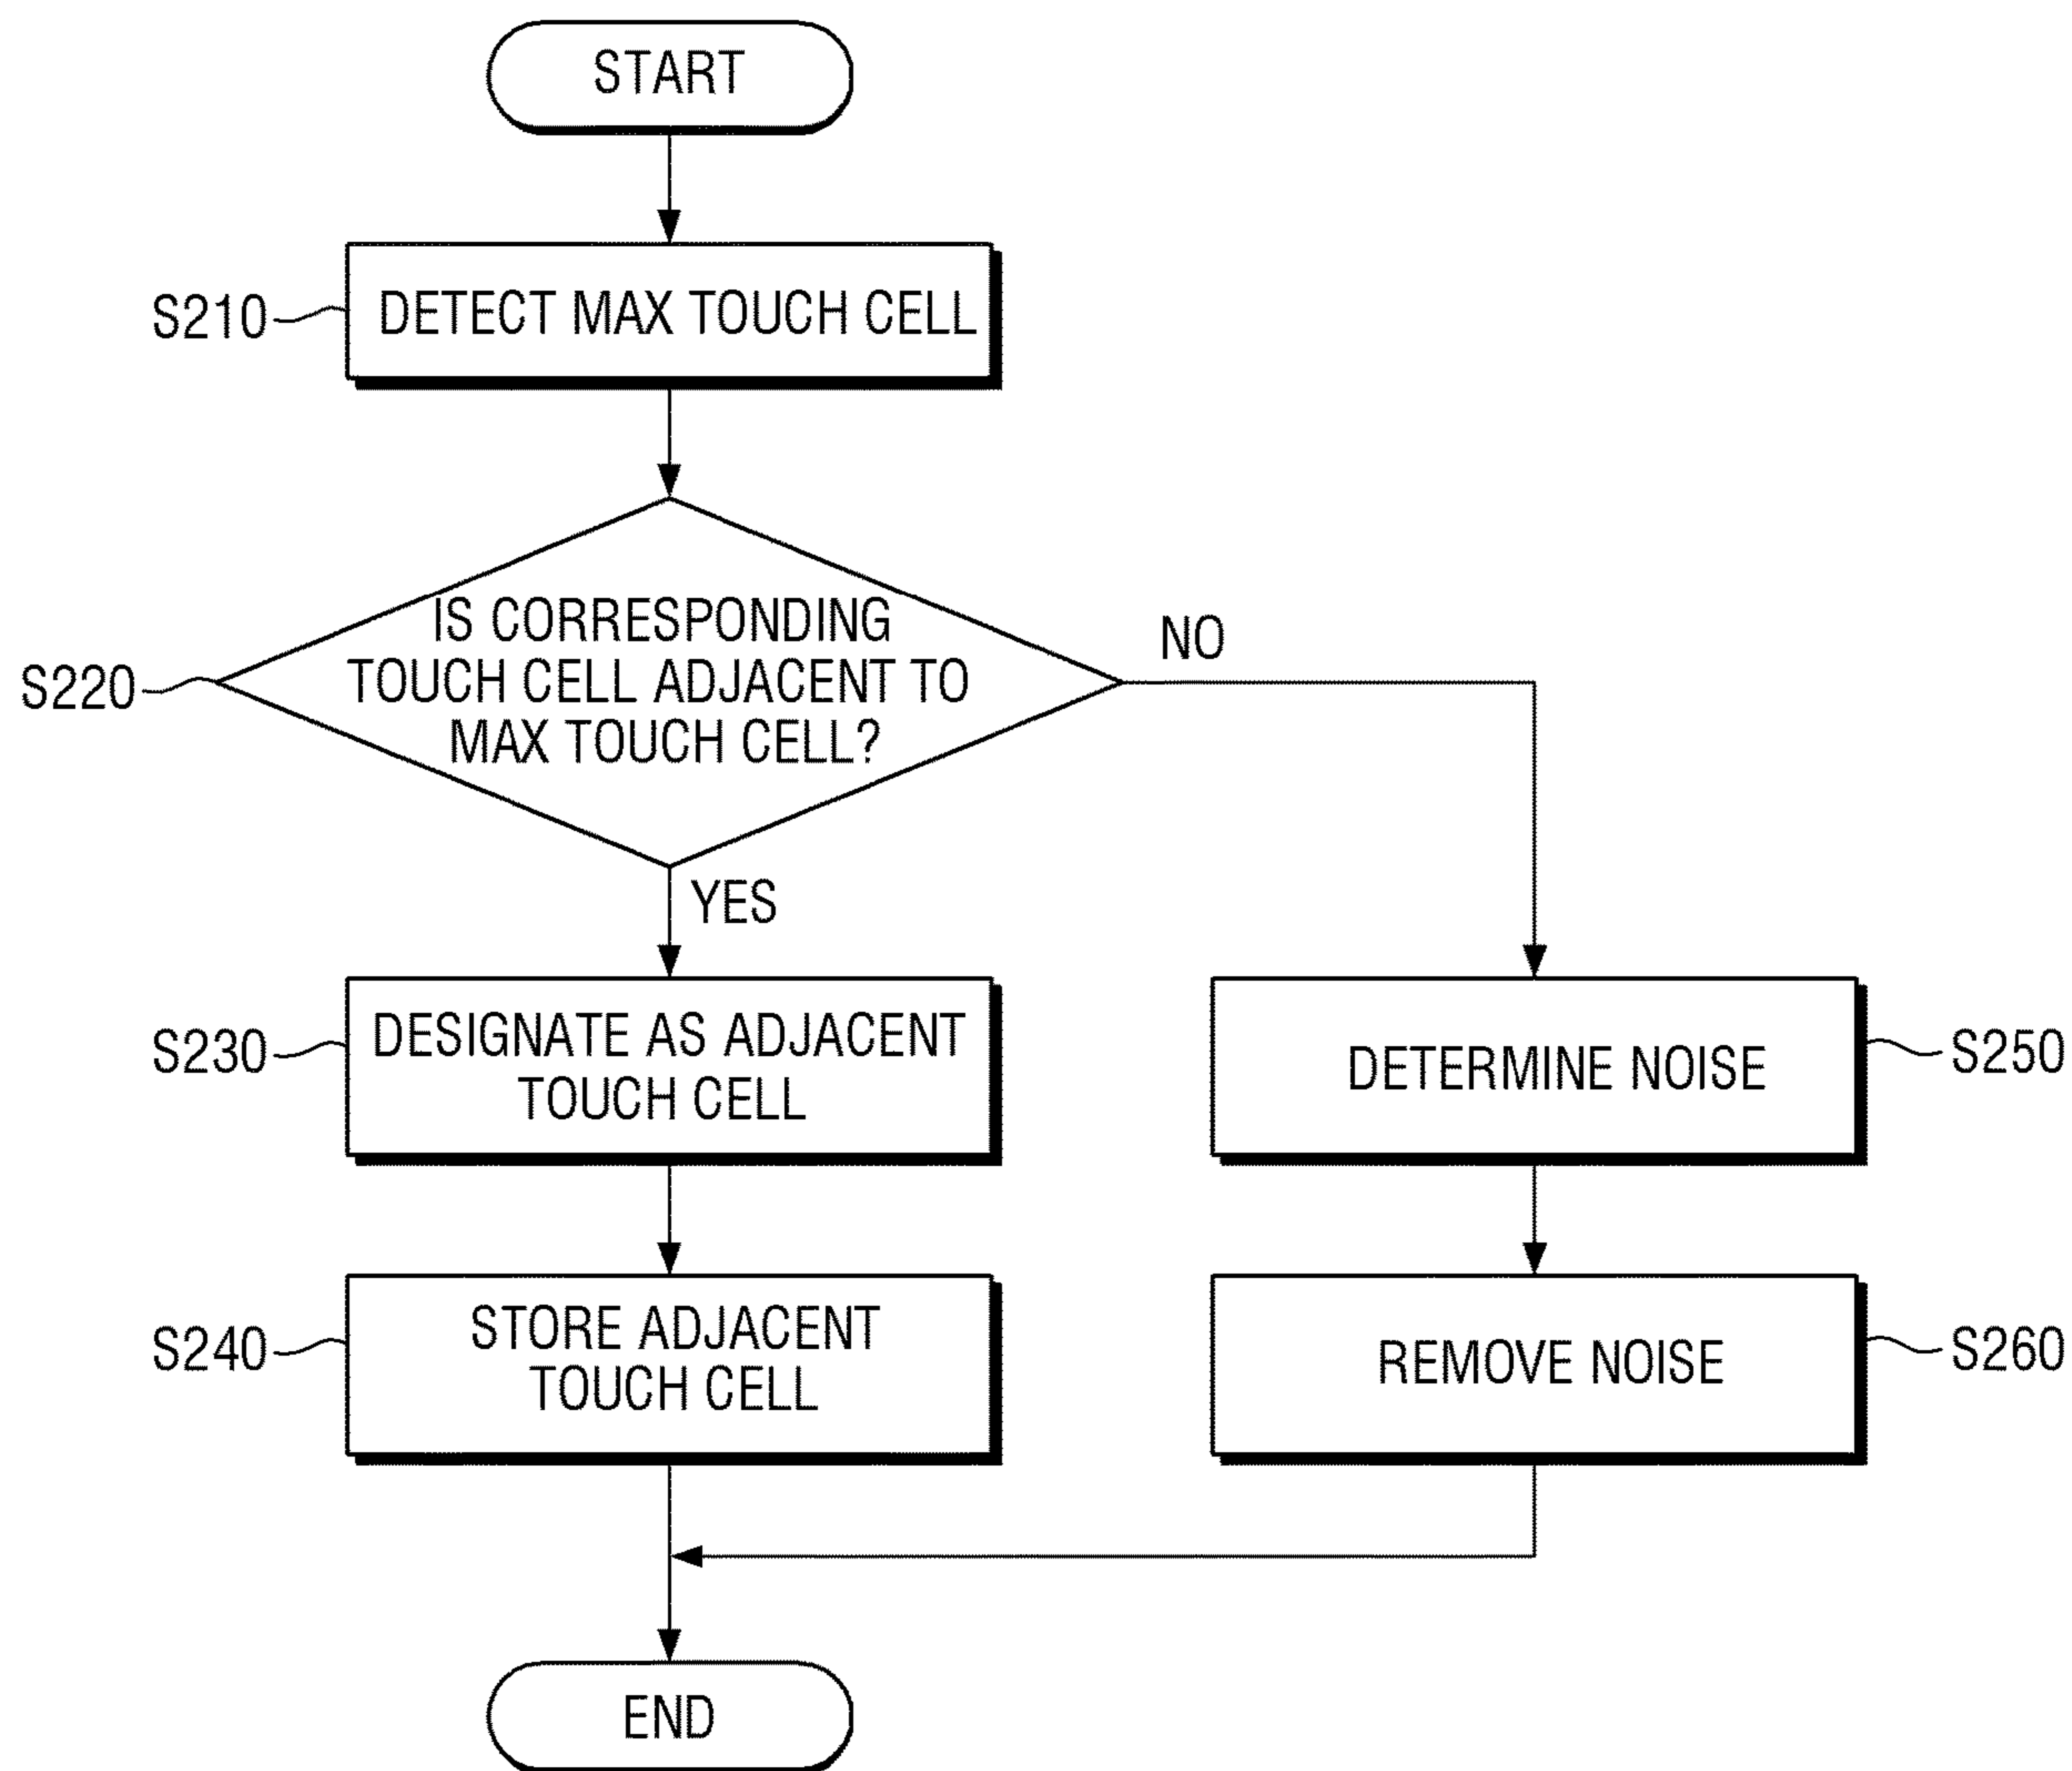 START
S210
DETECT MAX TOUCH CELL
S220
IS CORRESPONDING
TOUCH CELL ADJACENT TO
MAX TOUCH CELL?
NO
YES
S230
DESIGNATE AS ADJACENT
TOUCH CELL
DETERMINE NOISE
S250
S240
STORE ADJACENT
TOUCH CELL
REMOVE NOISE
S260
END